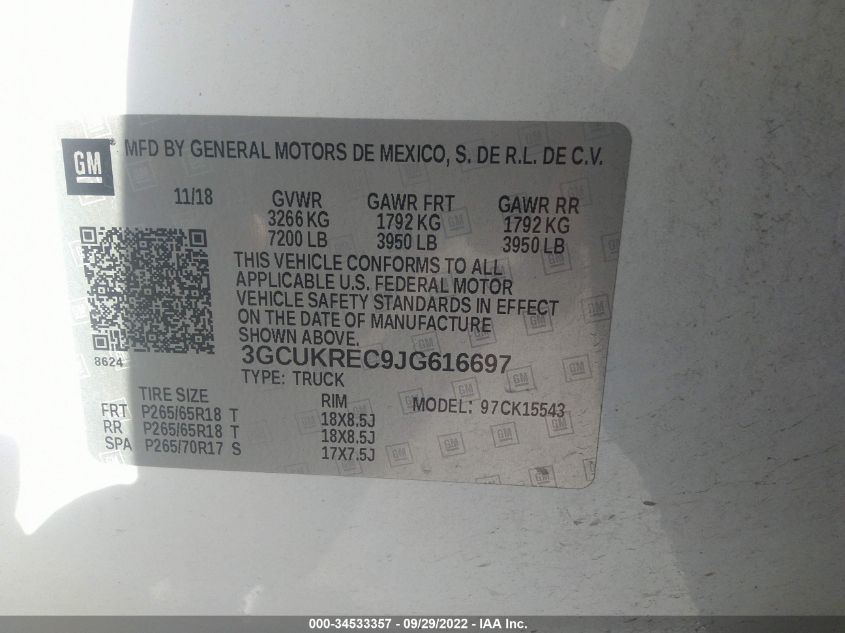 GM
MFD BY GENERAL MOTORS DE MEXICO, S. DE R.L. DE C.V.
11/18 GVWR GAWR FRT GAWR RR
3266 KG 1792 KG 1792 KG
7200 LB 3950 LB 3950 LB
THIS VEHICLE CONFORMS TO ALL
APPLICABLE U.S. FEDERAL MOTOR
VEHICLE SAFETY STANDARDS IN EFFECT
ON THE DATE OF MANUFACTURE
SHOWN ABOVE.
8624
3GCUKREC9JG616697
TYPE: TRUCK
TIRE SIZE RIM MODEL: 97CK15543
FRT P265/65R18 T 18X8.5J
RR P265/65R18 T 18X8.5J
SPA P265/70R17 S 17X7.5J
000-34533357 - 09/29/2022 - IAA Inc.